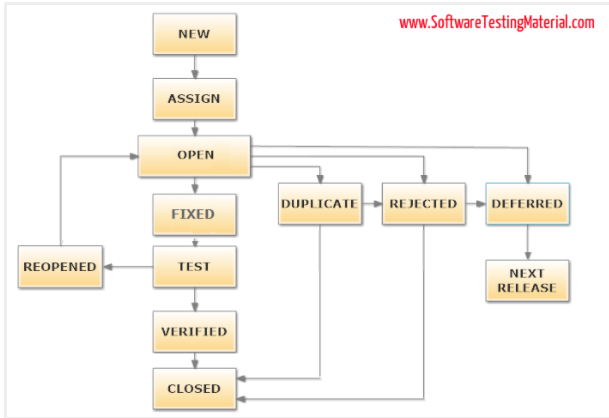 www.SoftwareTestingMaterial.com
NEW
ASSIGN
OPEN
FIXED
DUPLICATE
REJECTED
DEFERRED
REOPENED
TEST
NEXT
RELEASE
VERIFIED
CLOSED